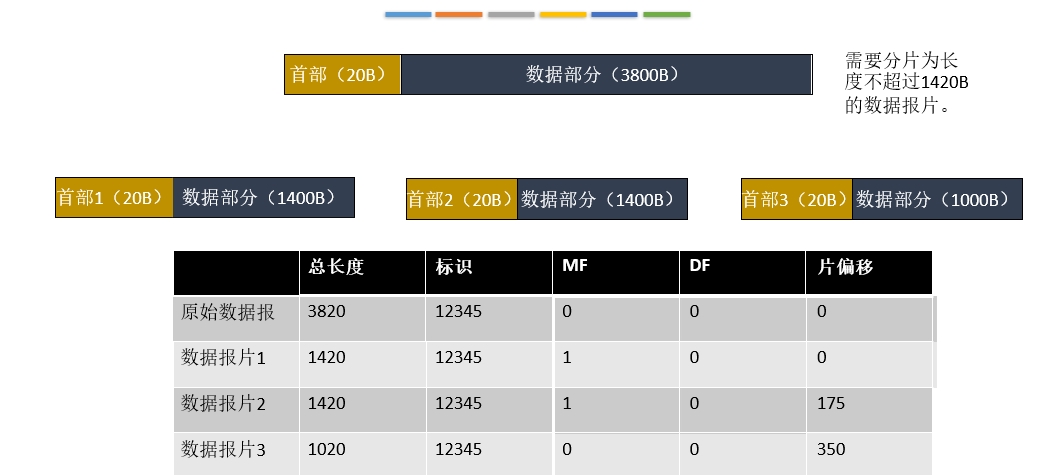 首部（20B）
数据部分（3800B）
需要分片为长
度不超过1420B
的数据报片。
首部1（20B）
数据部分（1400B）
首部2（20B）
数据部分（1400B）
首部3（20B）
数据部分（1000B）
总长度 标识 MF DF 片偏移
原始数据报 3820 12345 0 0 0
数据报片1 1420 12345 1 0 0
数据报片2 1420 12345 1 0 175
数据报片3 1020 12345 0 0 350